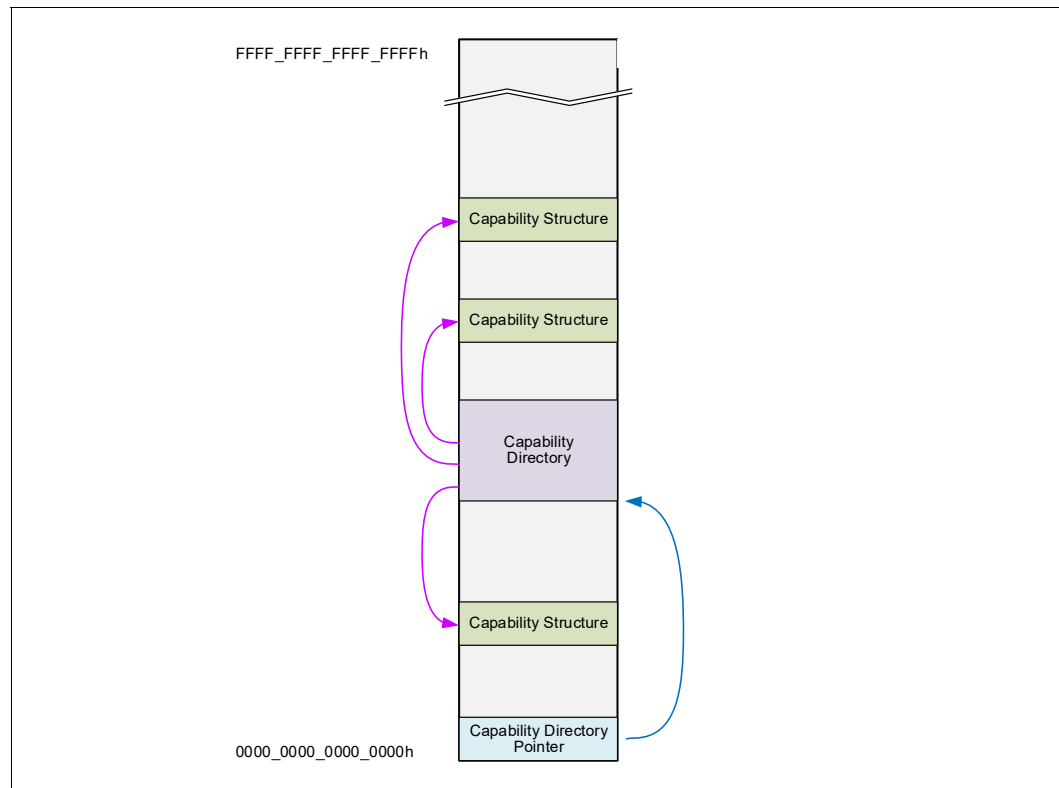 FFFF_FFFF_FFFF_FFFFh
Capability Structure
Capability Structure
Capability
Directory
Capability Structure
Capability Directory
Pointer
0000_0000_0000_0000h